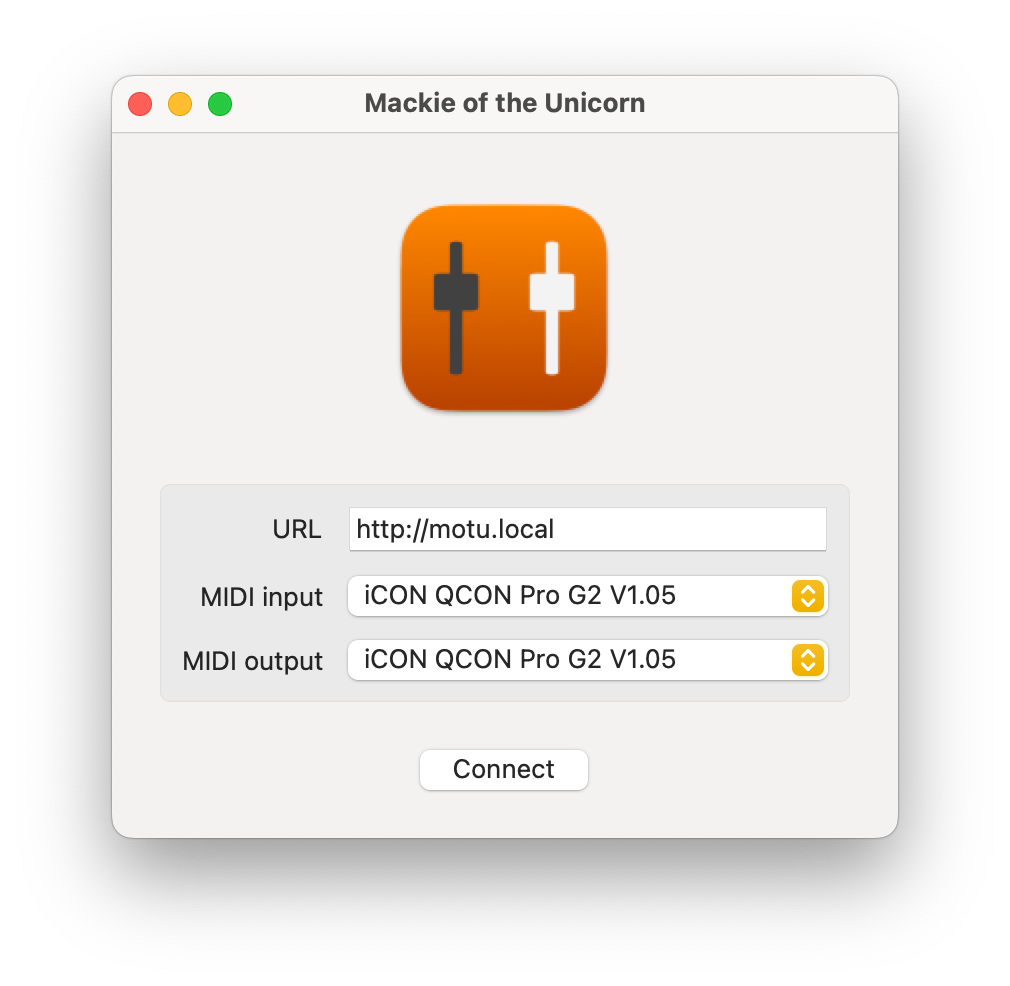 Mackie of the Unicorn
URL http://motu.local
MIDI input iCON QCON Pro G2 V1.05
MIDI output iCON QCON Pro G2 V1.05
Connect